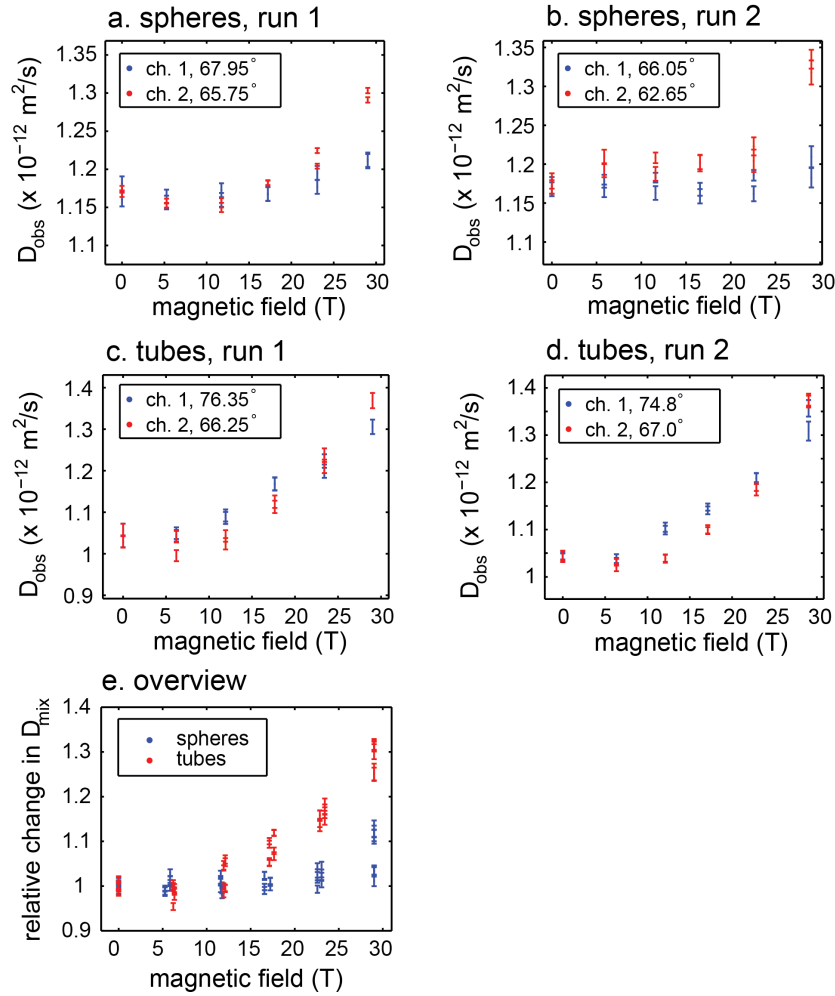 a. spheres, run 1
D_obs (x 10^-12 m^2/s)
1.3
1.25
1.2
1.15
1.1
ch. 1, 67.95°
ch. 2, 65.75°
0 5 10 15 20 25 30
magnetic field (T)
b. spheres, run 2
D_obs (x 10^-12 m^2/s)
1.35
1.3
1.25
1.2
1.15
1.1
ch. 1, 66.05°
ch. 2, 62.65°
0 5 10 15 20 25 30
magnetic field (T)
c. tubes, run 1
D_obs (x 10^-12 m^2/s)
1.4
1.3
1.2
1.1
1
0.9
ch. 1, 76.35°
ch. 2, 66.25°
0 5 10 15 20 25 30
magnetic field (T)
d. tubes, run 2
D_obs (x 10^-12 m^2/s)
1.4
1.3
1.2
1.1
1
ch. 1, 74.8°
ch. 2, 67.0°
0 5 10 15 20 25 30
magnetic field (T)
e. overview
relative change in D_mix
1.4
1.3
1.2
1.1
1
0.9
spheres
tubes
0 5 10 15 20 25 30
magnetic field (T)